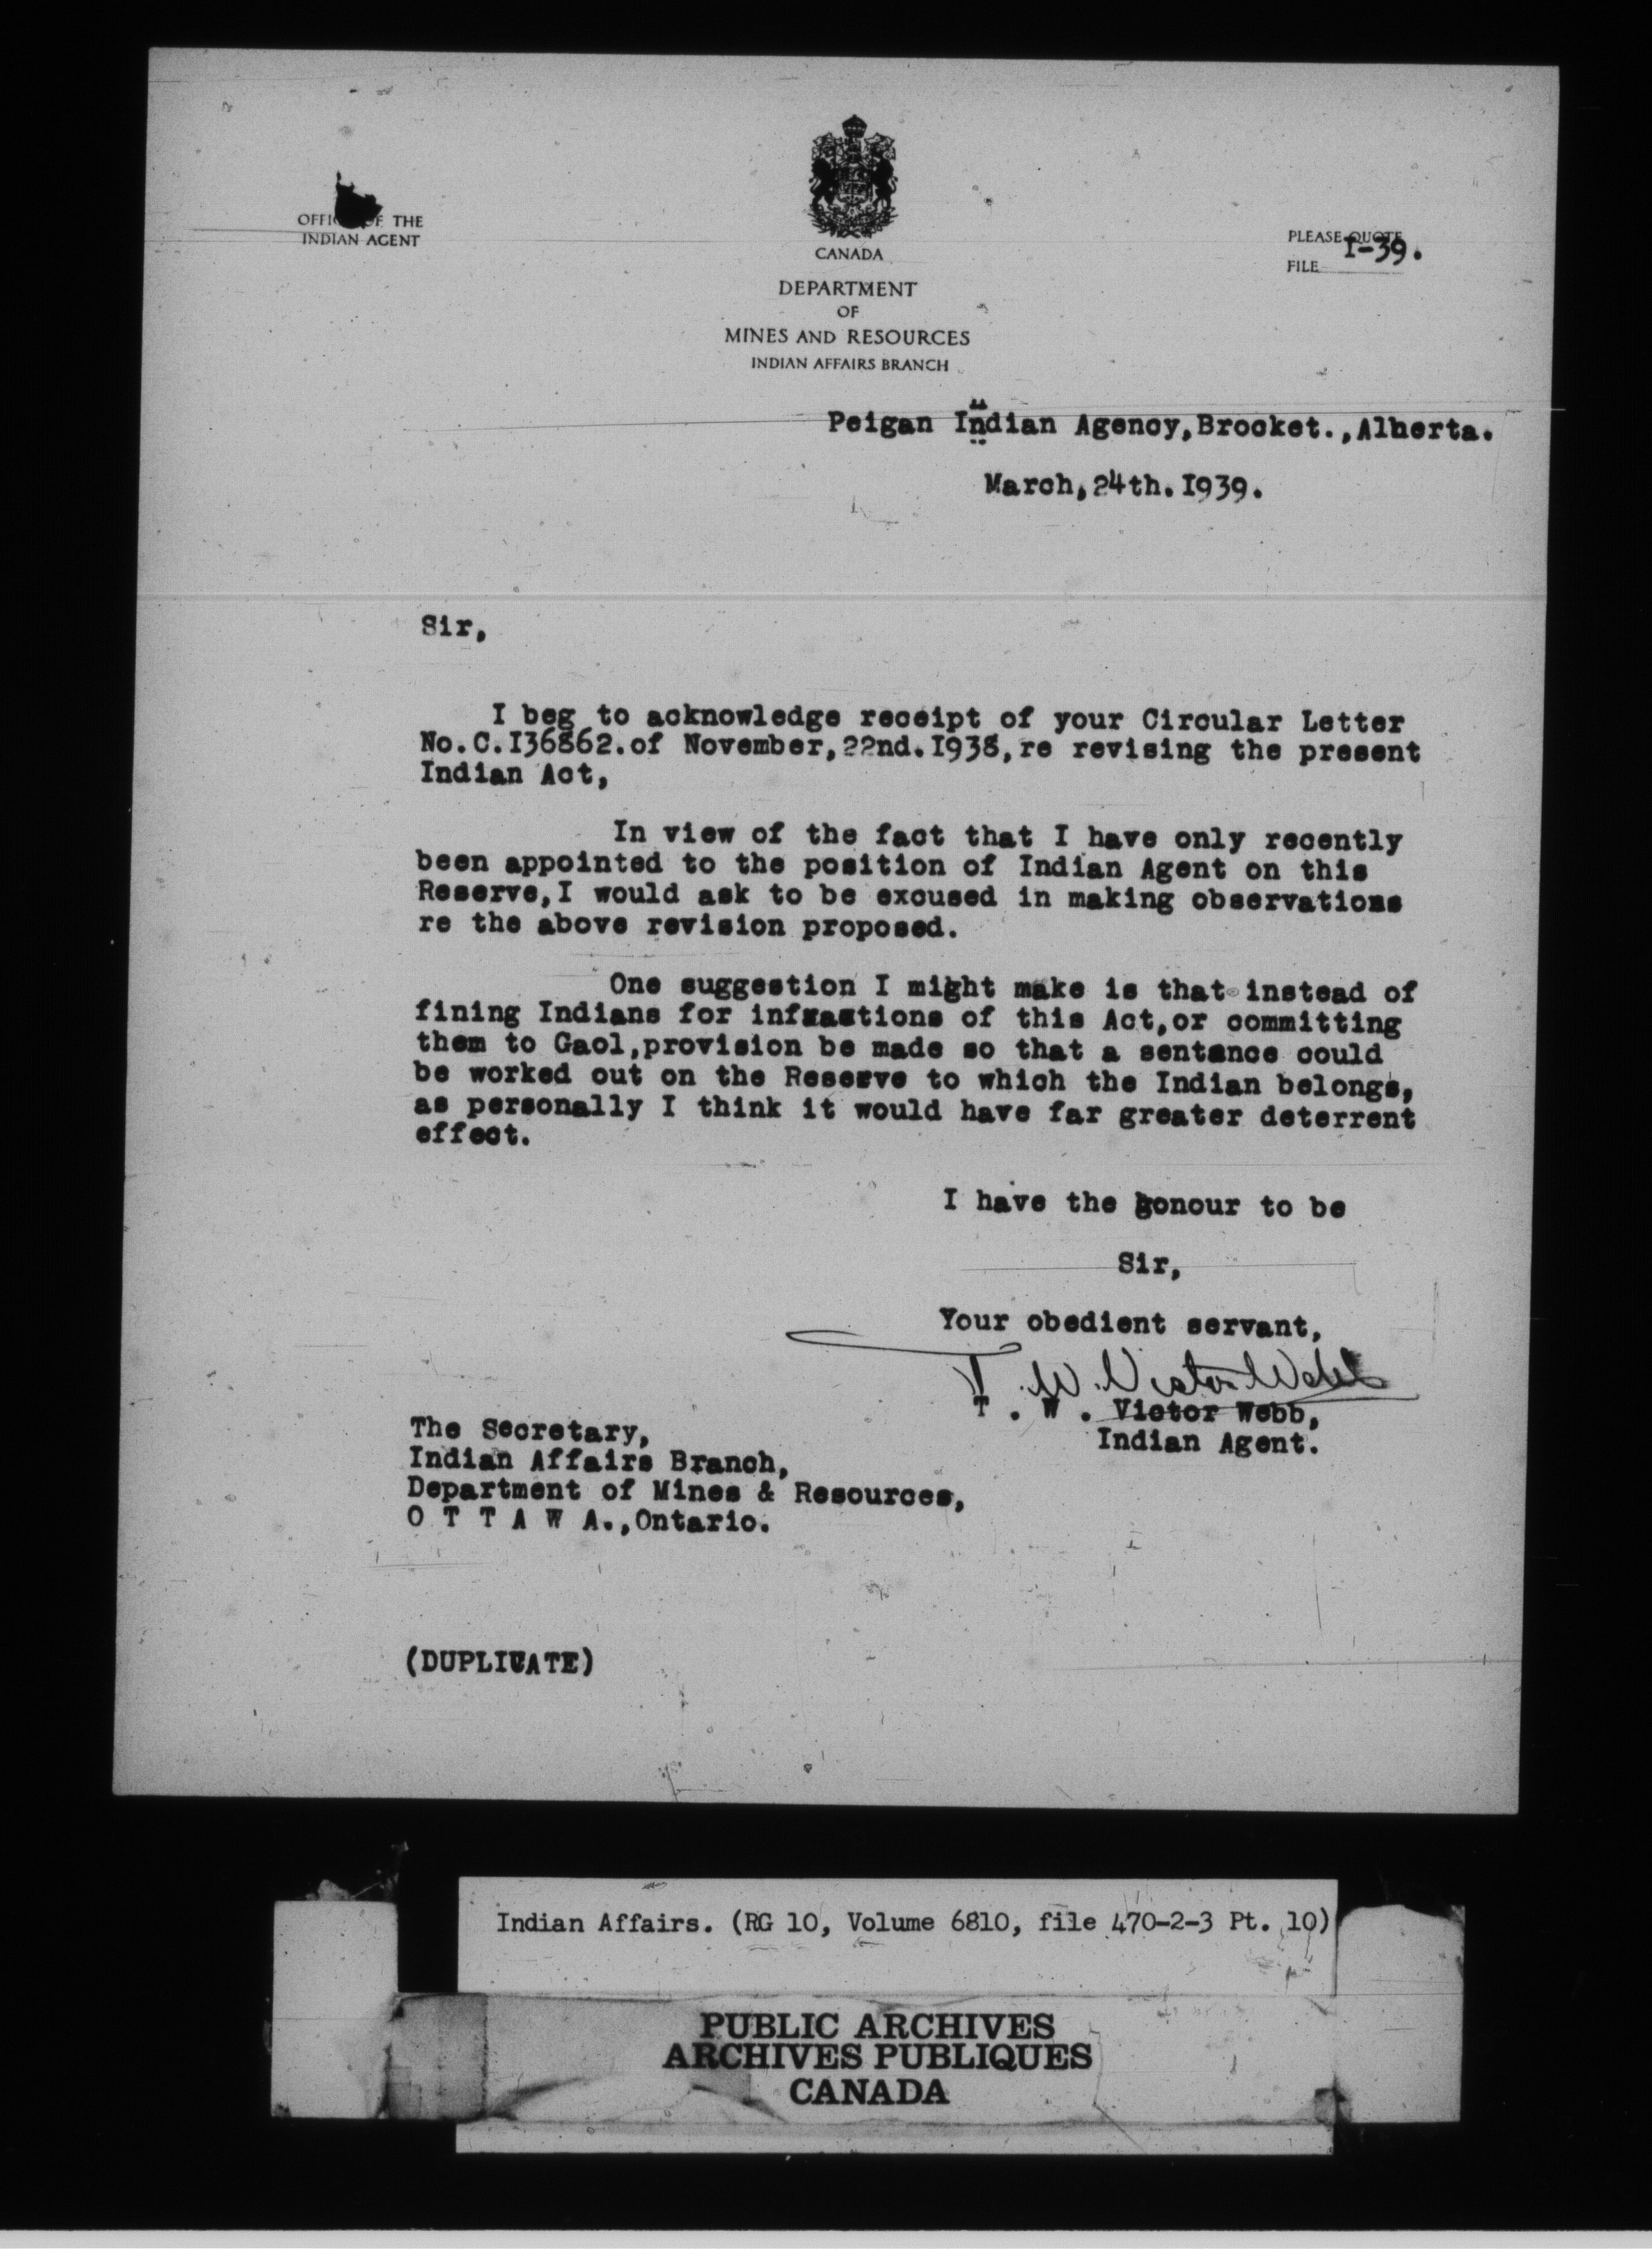 OFFICE OF THE
INDIAN AGENT
CANADA
DEPARTMENT
OF
MINES AND RESOURCES
INDIAN AFFAIRS BRANCH
PLEASE QUOTE
FILE I-39.
Peigan Indian Agency,Brocket.,Alberta.
March,24th.I939.
Sir,
I beg to acknowledge receipt of your Circular Letter
No.C.I36862.of November,22nd.I938,re revising the present
Indian Act,
In view of the fact that I have only recently
been appointed to the position of Indian Agent on this
Reserve,I would ask to be excused in making observations
re the above revision proposed.
One suggestion I might make is that instead of
fining Indians for infractions of this Act,or committing
them to Gaol,provision be made so that a sentance could
be worked out on the Reserve to which the Indian belongs,
as personally I think it would have far greater deterrent
effect.
I have the honour to be
Sir,
Your obedient servant,
T. W. Victor Webb
T . W . Victor Webb,
Indian Agent.
The Secretary,
Indian Affairs Branch,
Department of Mines & Resources,
O T T A W A.,Ontario.
(DUPLICATE)
Indian Affairs. (RG 10, Volume 6810, file 470-2-3 Pt. 10)
PUBLIC ARCHIVES
ARCHIVES PUBLIQUES
CANADA